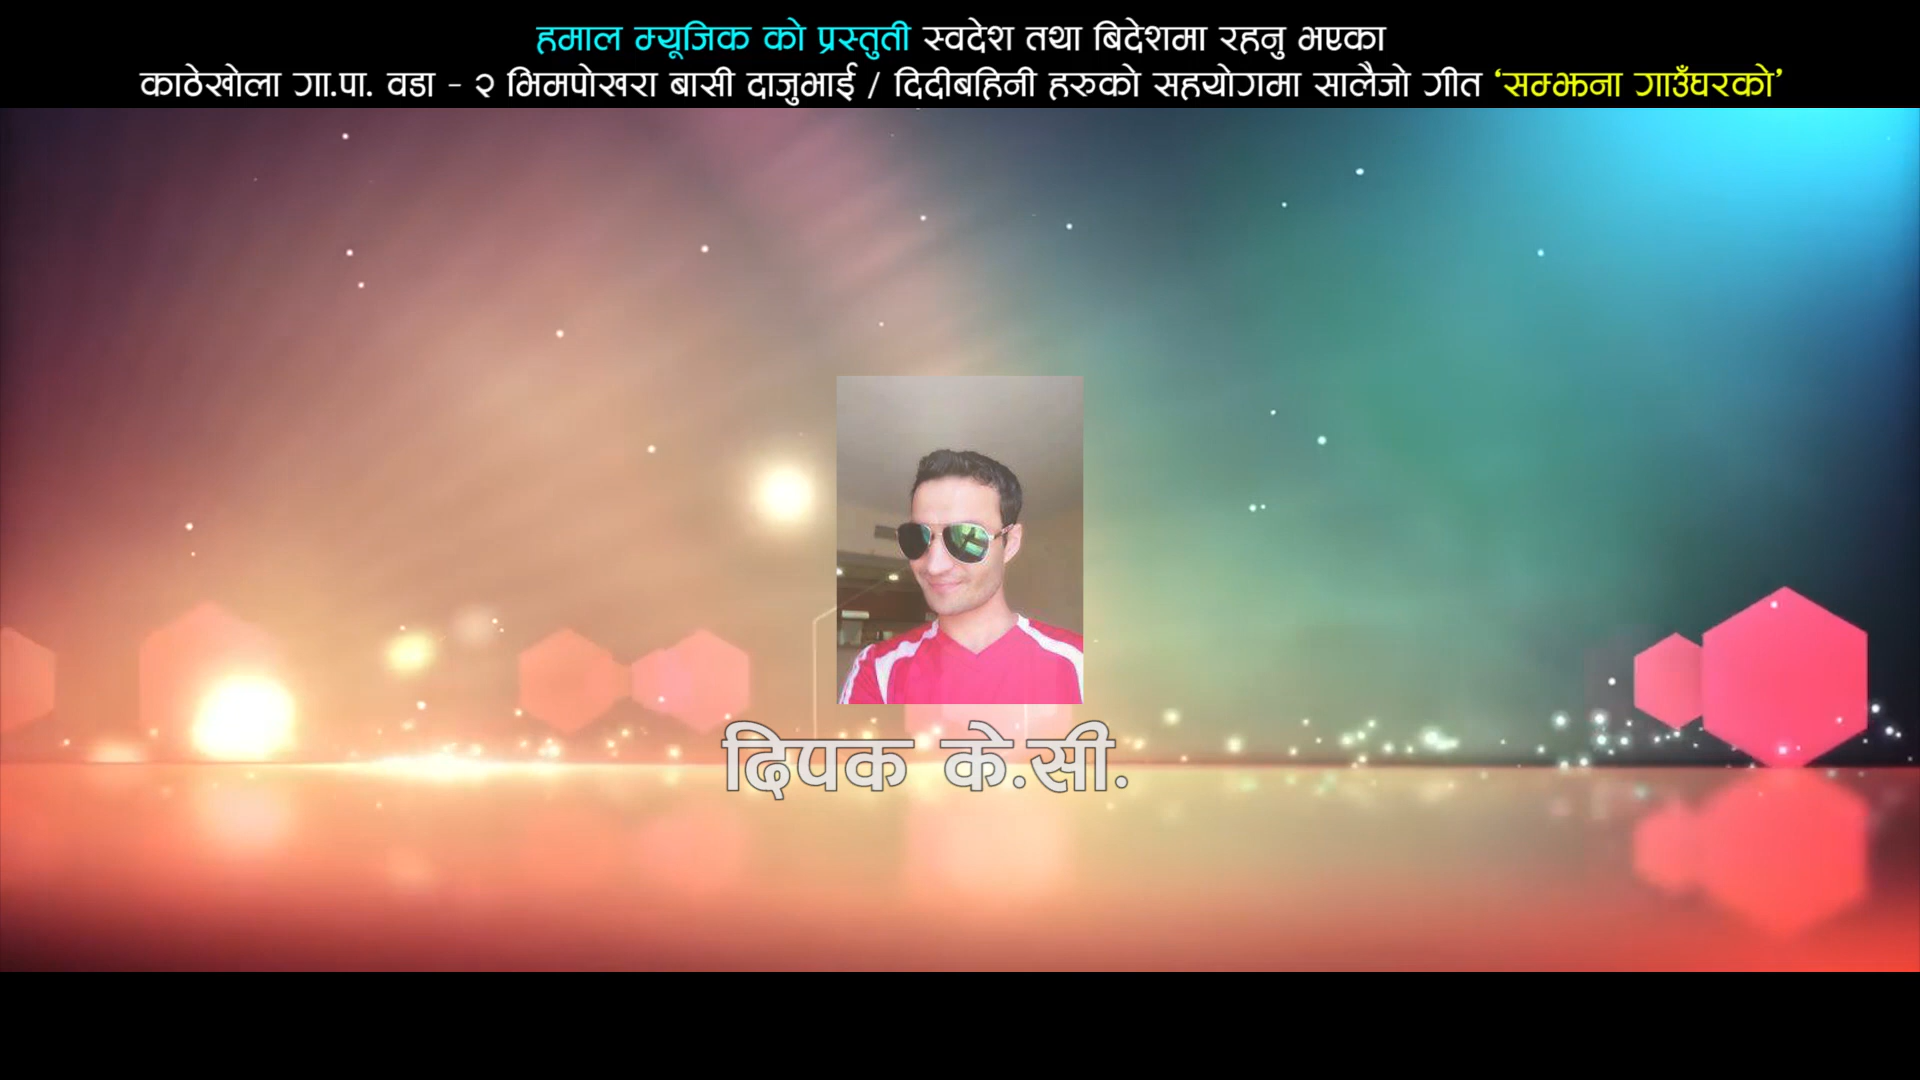 हमाल म्यूजिक को प्रस्तुती स्वदेश तथा बिदेशमा रहनु भएका
काठेखोला गा.पा. वडा - २ भिमपोखरा बासी दाजुभाई / दिदीबहिनी हरुको सहयोगमा सालैजो गीत ‘सम्झना गाउँघरको’
दिपक के.सी.